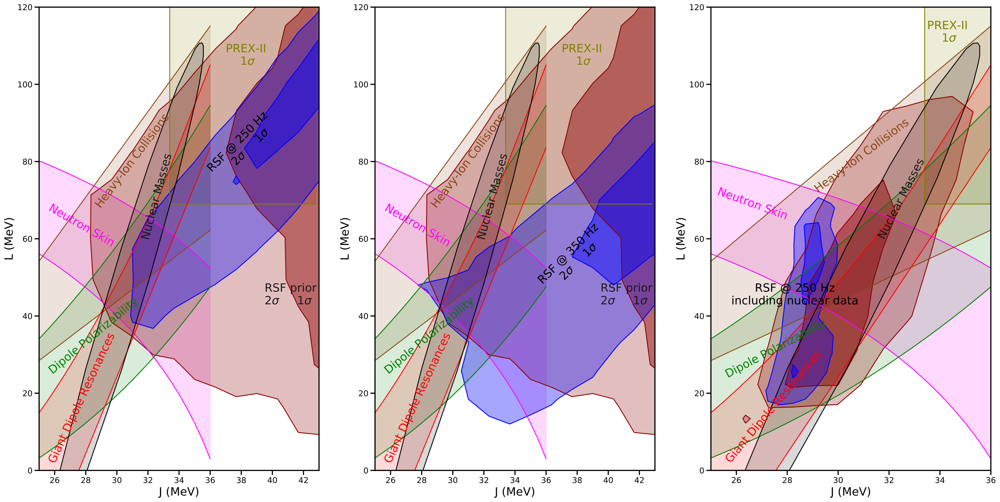 120
100
80
60
40
20
0
L (MeV)
26 28 30 32 34 36 38 40 42
J (MeV)
PREX-II
1σ
Heavy-Ion Collisions
Nuclear Masses
Neutron Skin
RSF @ 250 Hz
2σ 1σ
RSF prior
2σ 1σ
Dipole Polarizability
Giant Dipole Resonances
120
100
80
60
40
20
0
L (MeV)
26 28 30 32 34 36 38 40 42
J (MeV)
PREX-II
1σ
Heavy-Ion Collisions
Nuclear Masses
Neutron Skin
RSF @ 350 Hz
2σ 1σ
RSF prior
2σ 1σ
Dipole Polarizability
Giant Dipole Resonances
120
100
80
60
40
20
0
L (MeV)
26 28 30 32 34 36
J (MeV)
PREX-II
1σ
Heavy-Ion Collisions
Nuclear Masses
Neutron Skin
RSF @ 250 Hz
including nuclear data
Dipole Polarizability
Giant Dipole Resonances